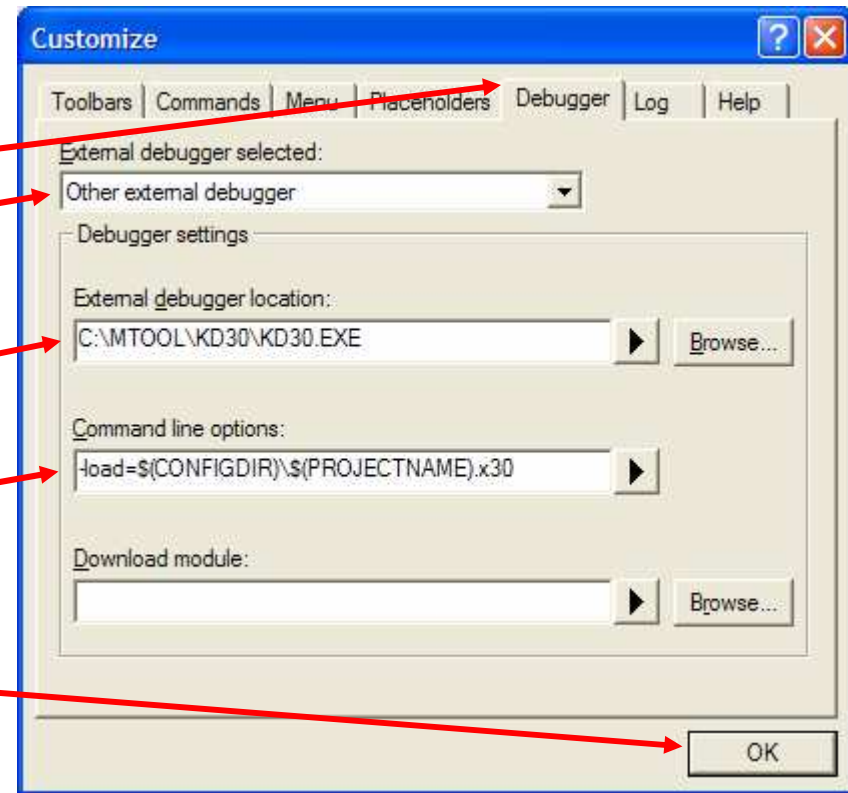 Customize
Toolbars Commands Menu Placeholders Debugger Log Help
External debugger selected:
Other external debugger
Debugger settings
External debugger location:
C:\MTOOL\KD30\KD30.EXE
Browse...
Command line options:
-load=$(CONFIGDIR)\$(PROJECTNAME).x30
Download module:
Browse...
OK